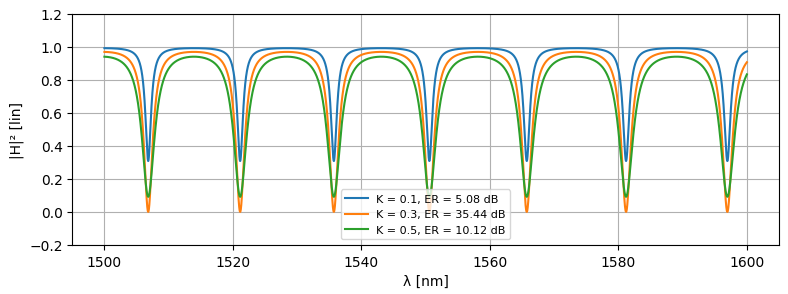 1.2
1.0
0.8
0.6
0.4
0.2
0.0
−0.2
|H|² [lin]
K = 0.1, ER = 5.08 dB
K = 0.3, ER = 35.44 dB
K = 0.5, ER = 10.12 dB
1500 1520 1540 1560 1580 1600
λ [nm]